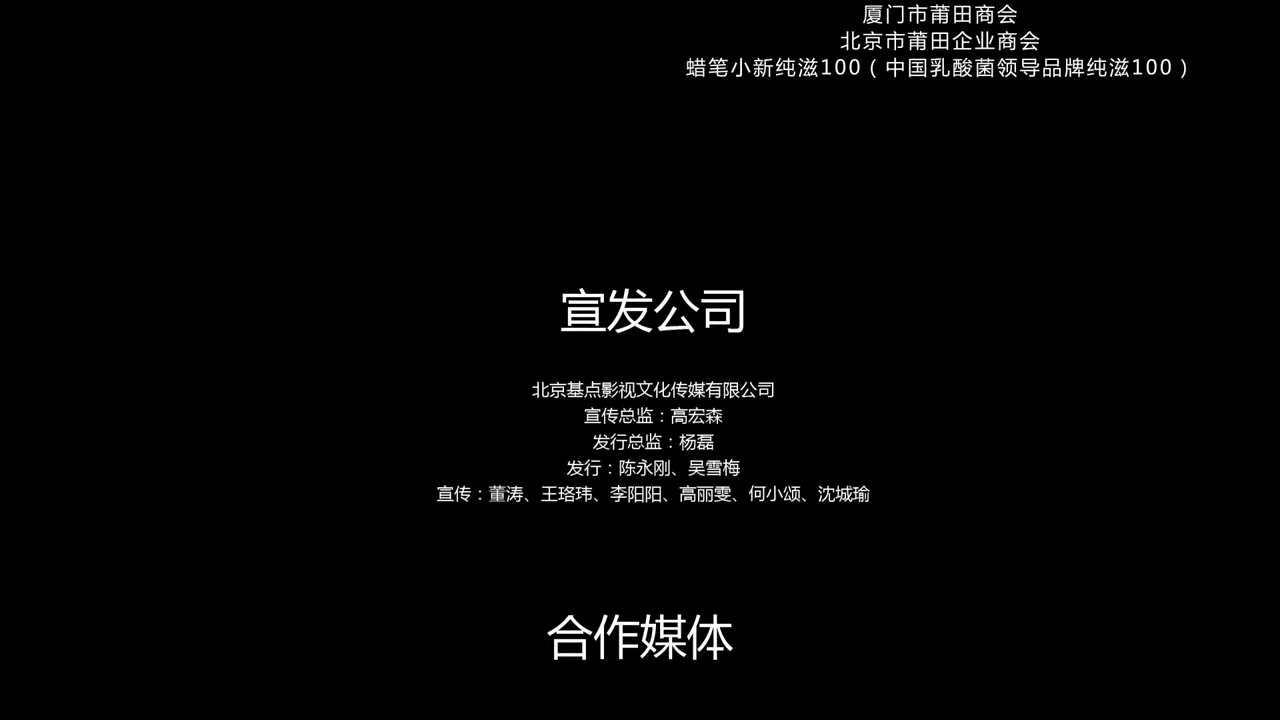 厦门市莆田商会
北京市莆田企业商会
蜡笔小新纯滋100（中国乳酸菌领导品牌纯滋100）
宣发公司
北京基点影视文化传媒有限公司
宣传总监：高宏森
发行总监：杨磊
发行：陈永刚、吴雪梅
宣传：董涛、王珞玮、李阳阳、高丽雯、何小颂、沈城瑜
合作媒体